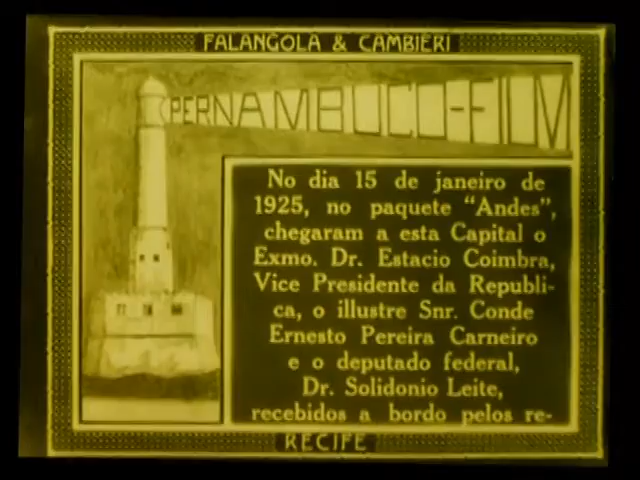 FALANGOLA & CAMBIERI
PERNAMBUCO-FILM
No dia 15 de janeiro de
1925, no paquete "Andes",
chegaram a esta Capital o
Exmo. Dr. Estacio Coimbra,
Vice Presidente da Republi-
ca, o illustre Snr. Conde
Ernesto Pereira Carneiro
e o deputado federal,
Dr. Solidonio Leite,
recebidos a bordo pelos re-
RECIFE